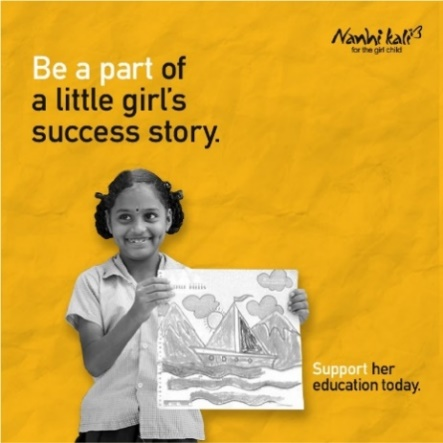 Nanhi kali
for the girl child
Be a part of
a little girl's
success story.
Support her
education today.